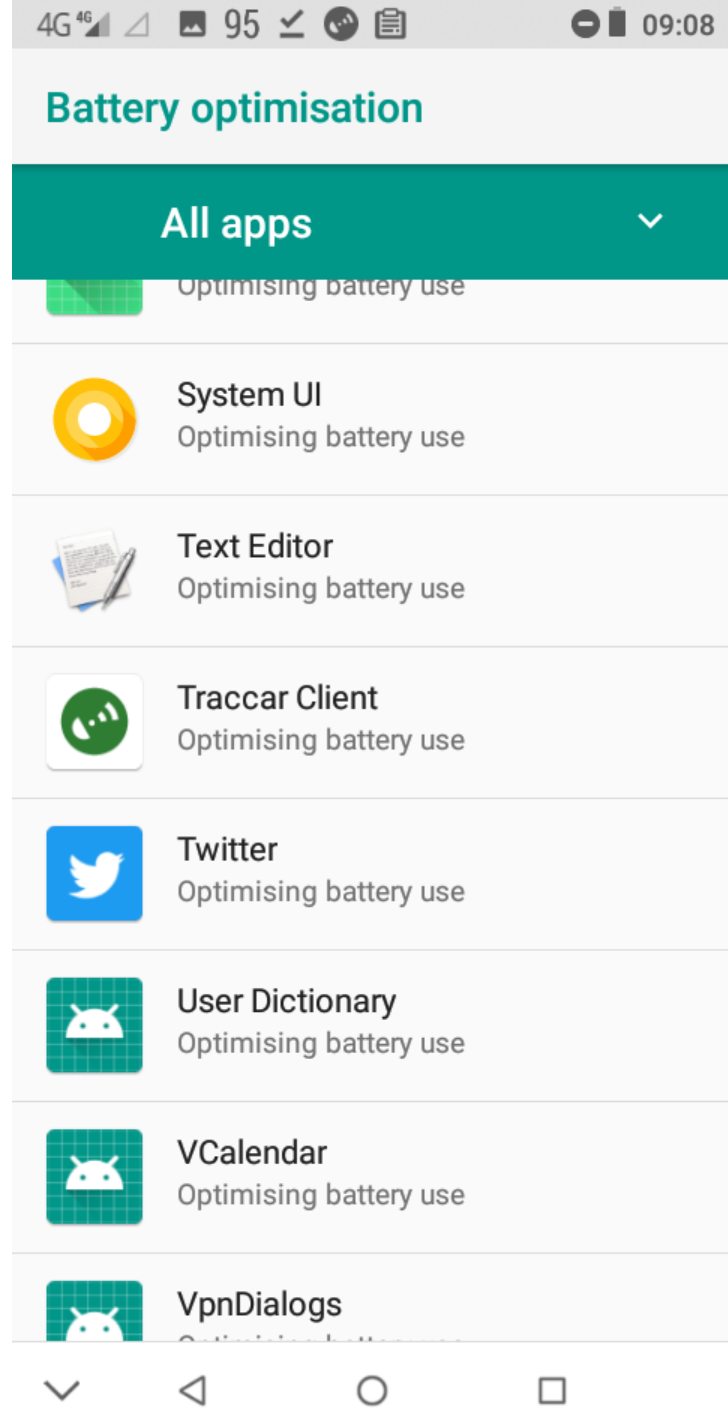 4G 4G 95 09:08
Battery optimisation
All apps
Optimising battery use
System UI
Optimising battery use
Text Editor
Optimising battery use
Traccar Client
Optimising battery use
Twitter
Optimising battery use
User Dictionary
Optimising battery use
VCalendar
Optimising battery use
VpnDialogs